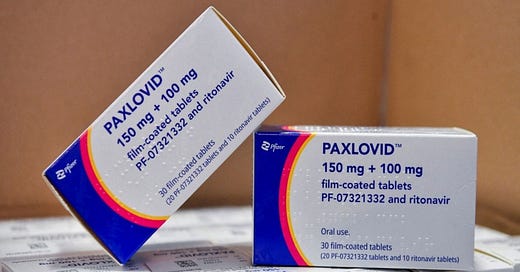 PAXLOVID™
150 mg + 100 mg
film-coated tablets
PF-07321332 and ritonavir
30 film-coated tablets
(20 PF-07321332 tablets and 10 ritonavir tablets)
Pfizer
PAXLOVID™
150 mg + 100 mg
film-coated tablets
PF-07321332 and ritonavir
Oral use.
30 film-coated tablets
(20 PF-07321332 tablets and 10 ritonavir tablets)
Pfizer